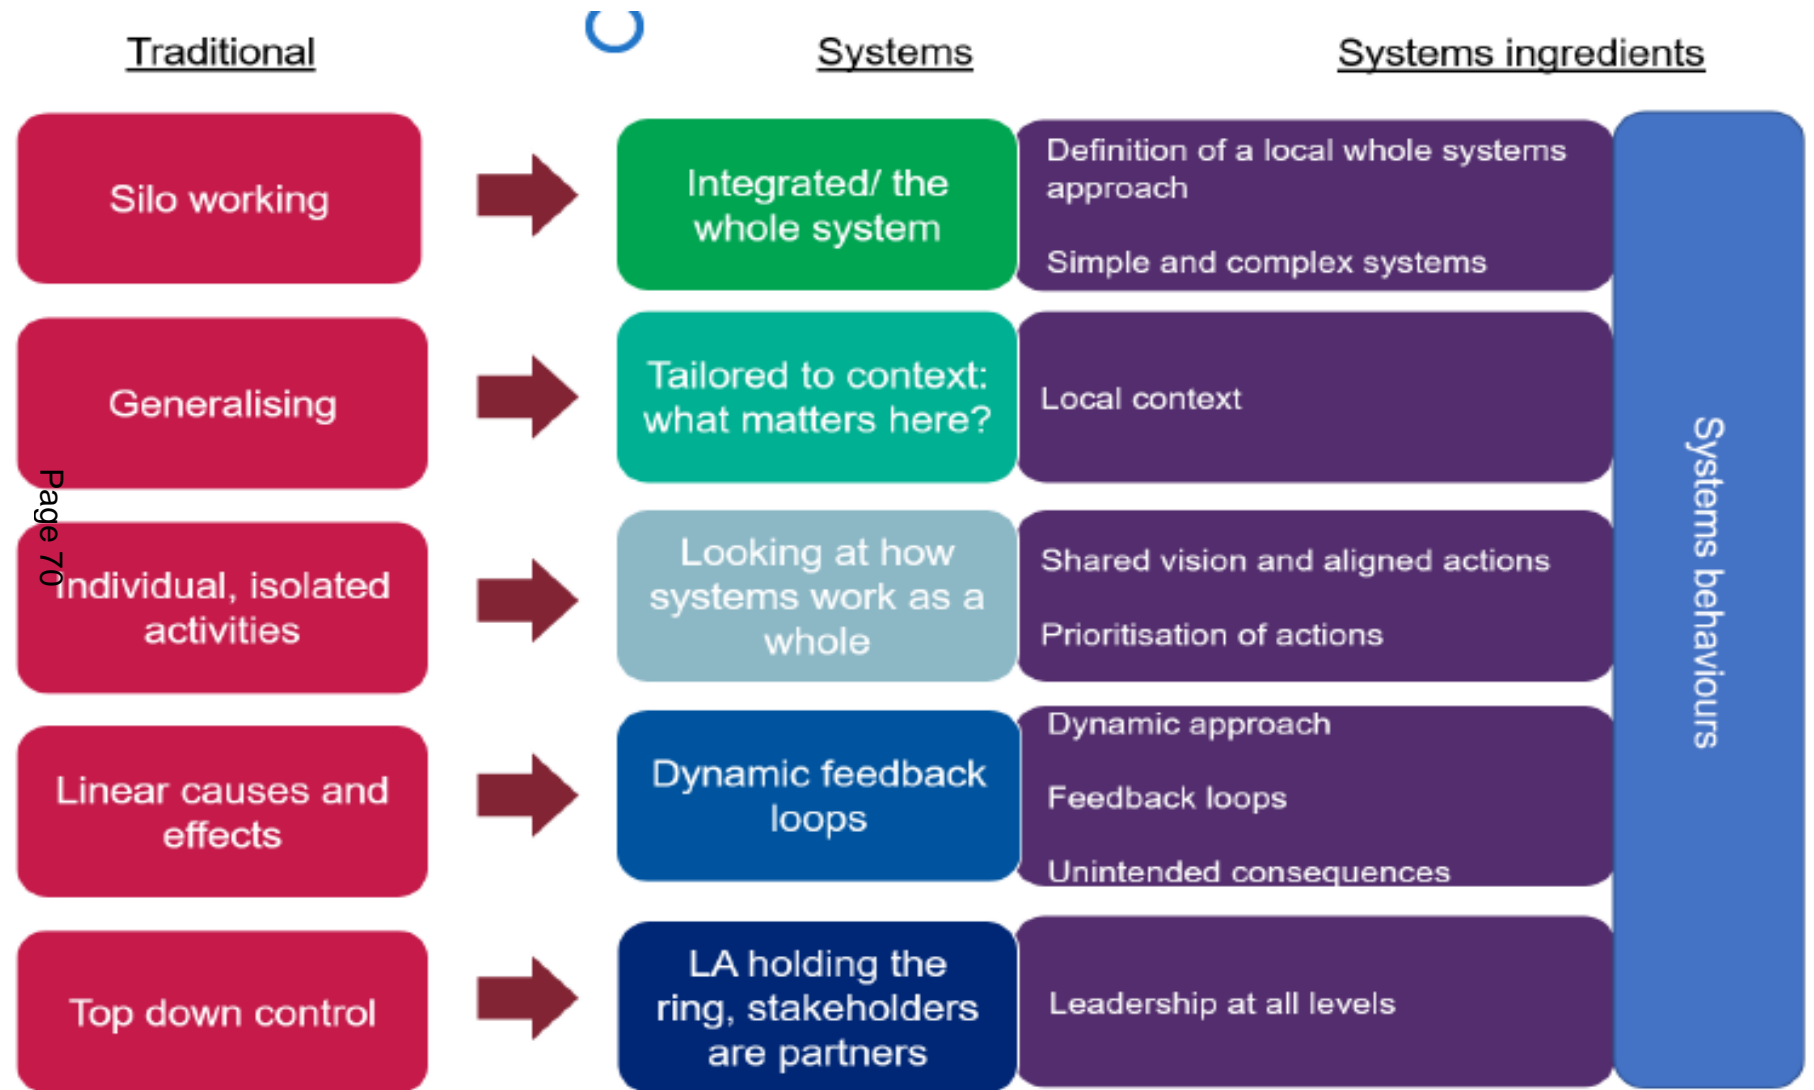 Traditional
Systems
Systems ingredients
Silo working
Integrated/ the
whole system
Definition of a local whole systems
approach
Simple and complex systems
Generalising
Tailored to context:
what matters here?
Local context
Individual, isolated
activities
Looking at how
systems work as a
whole
Shared vision and aligned actions
Prioritisation of actions
Linear causes and
effects
Dynamic feedback
loops
Dynamic approach
Feedback loops
Unintended consequences
Top down control
LA holding the
ring, stakeholders
are partners
Leadership at all levels
Systems behaviours
Page 70